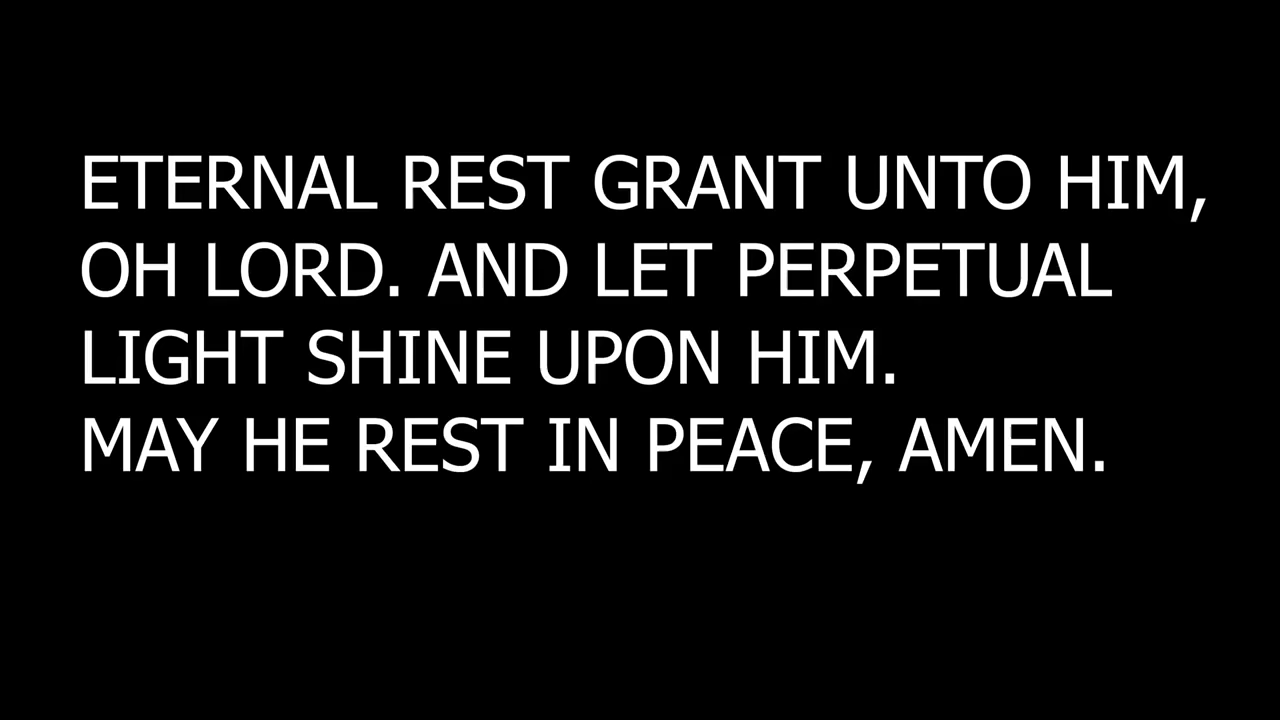 ETERNAL REST GRANT UNTO HIM,
OH LORD. AND LET PERPETUAL
LIGHT SHINE UPON HIM.
MAY HE REST IN PEACE, AMEN.